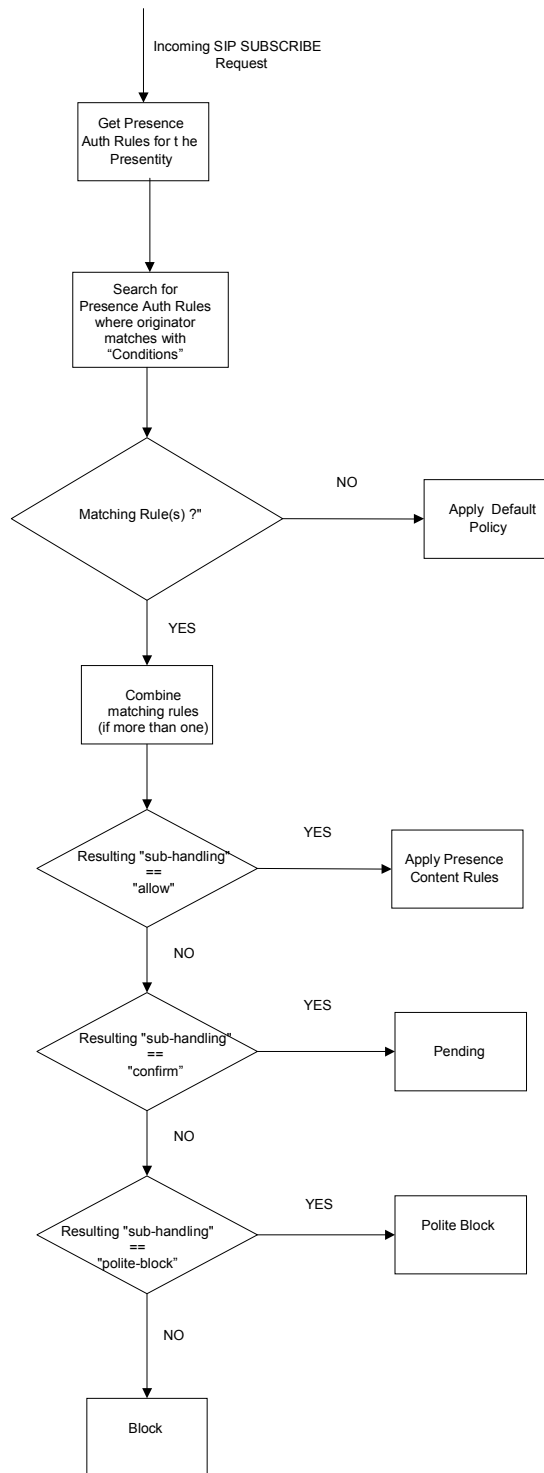 Incoming SIP SUBSCRIBE
Request
Get Presence
Auth Rules for t he
Presentity
Search for
Presence Auth Rules
where originator
matches with
“Conditions”
Matching Rule(s) ?"
NO
Apply Default
Policy
YES
Combine
matching rules
(if more than one)
Resulting "sub-handling"
==
"allow"
YES
Apply Presence
Content Rules
NO
Resulting "sub-handling"
==
"confirm”
YES
Pending
NO
Resulting "sub-handling"
==
"polite-block”
YES
Polite Block
NO
Block